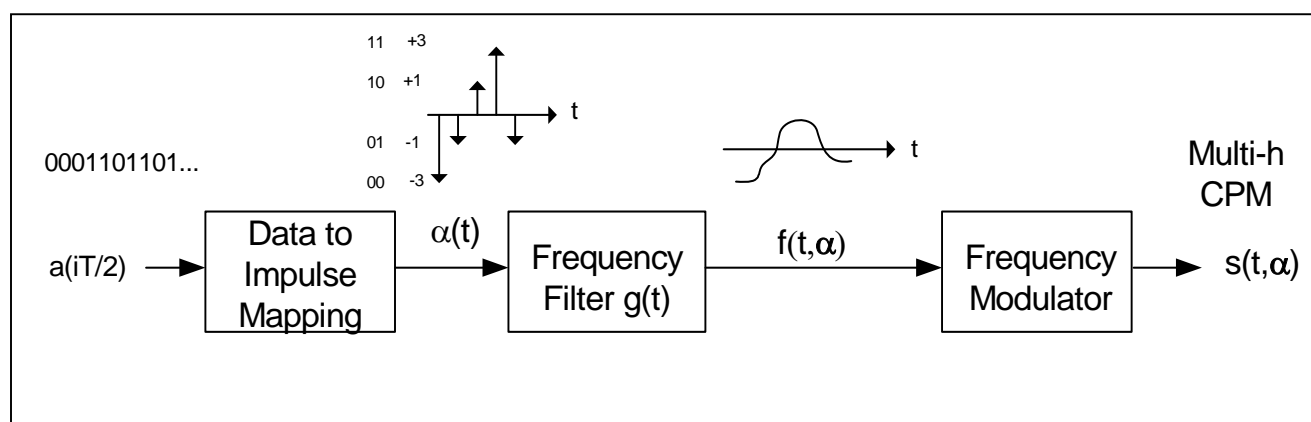 11 +3
10 +1
t
01 -1
00 -3
0001101101...
t
Multi-h
CPM
a(iT/2)
Data to
Impulse
Mapping
α(t)
Frequency
Filter g(t)
f(t,α)
Frequency
Modulator
s(t,α)